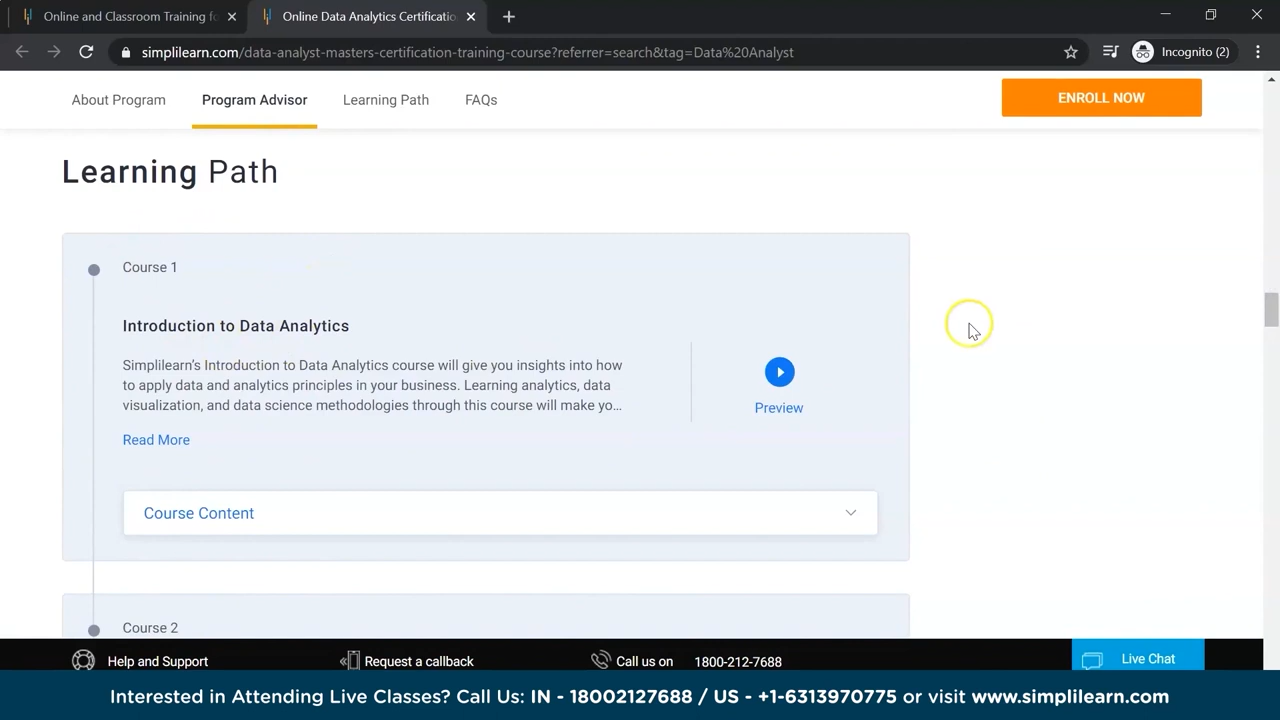 Online and Classroom Training fo
Online Data Analytics Certificatio
simplilearn.com/data-analyst-masters-certification-training-course?referrer=search&tag=Data%20Analyst
Incognito (2)
About Program
Program Advisor
Learning Path
FAQs
ENROLL NOW
Learning Path
Course 1
Introduction to Data Analytics
Simplilearn's Introduction to Data Analytics course will give you insights into how
to apply data and analytics principles in your business. Learning analytics, data
visualization, and data science methodologies through this course will make yo...
Read More
Preview
Course Content
Course 2
Help and Support
Request a callback
Call us on 1800-212-7688
Live Chat
Interested in Attending Live Classes? Call Us: IN - 18002127688 / US - +1-6313970775 or visit www.simplilearn.com